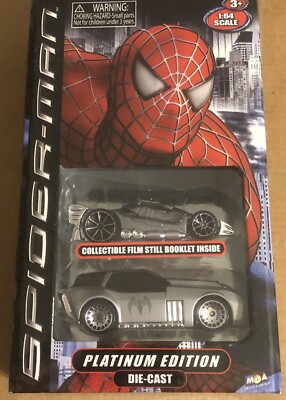 WARNING:
CHOKING HAZARD-Small parts.
Not for children under 3 years.
3+
1:64
SCALE
SPIDER-MAN
COLLECTIBLE FILM STILL BOOKLET INSIDE
PLATINUM EDITION
DIE-CAST
MGA